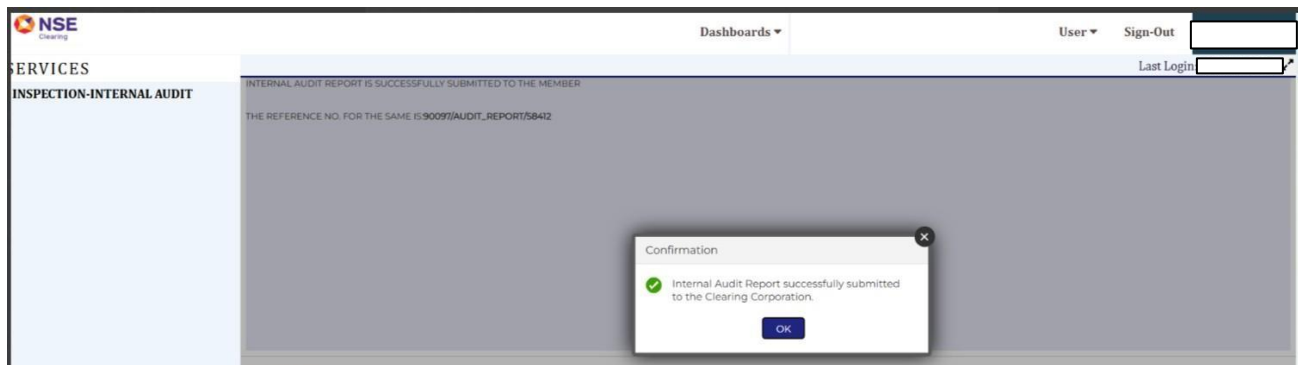 NSE
Clearing
Dashboards
User
Sign-Out
SERVICES
Last Login:
INSPECTION-INTERNAL AUDIT
INTERNAL AUDIT REPORT IS SUCCESSFULLY SUBMITTED TO THE MEMBER
THE REFERENCE NO. FOR THE SAME IS:90097/AUDIT_REPORT/58412
Confirmation
Internal Audit Report successfully submitted
to the Clearing Corporation.
OK